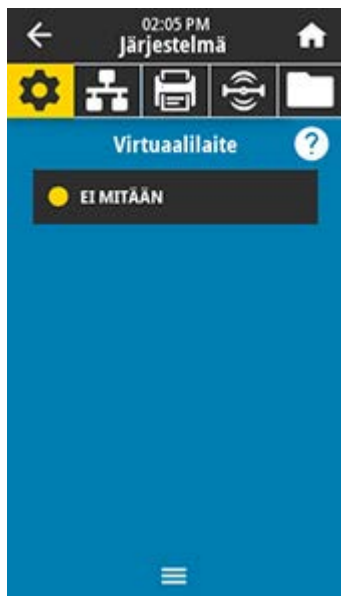 02:05 PM
Järjestelmä
Virtuaalilaite
?
EI MITÄÄN